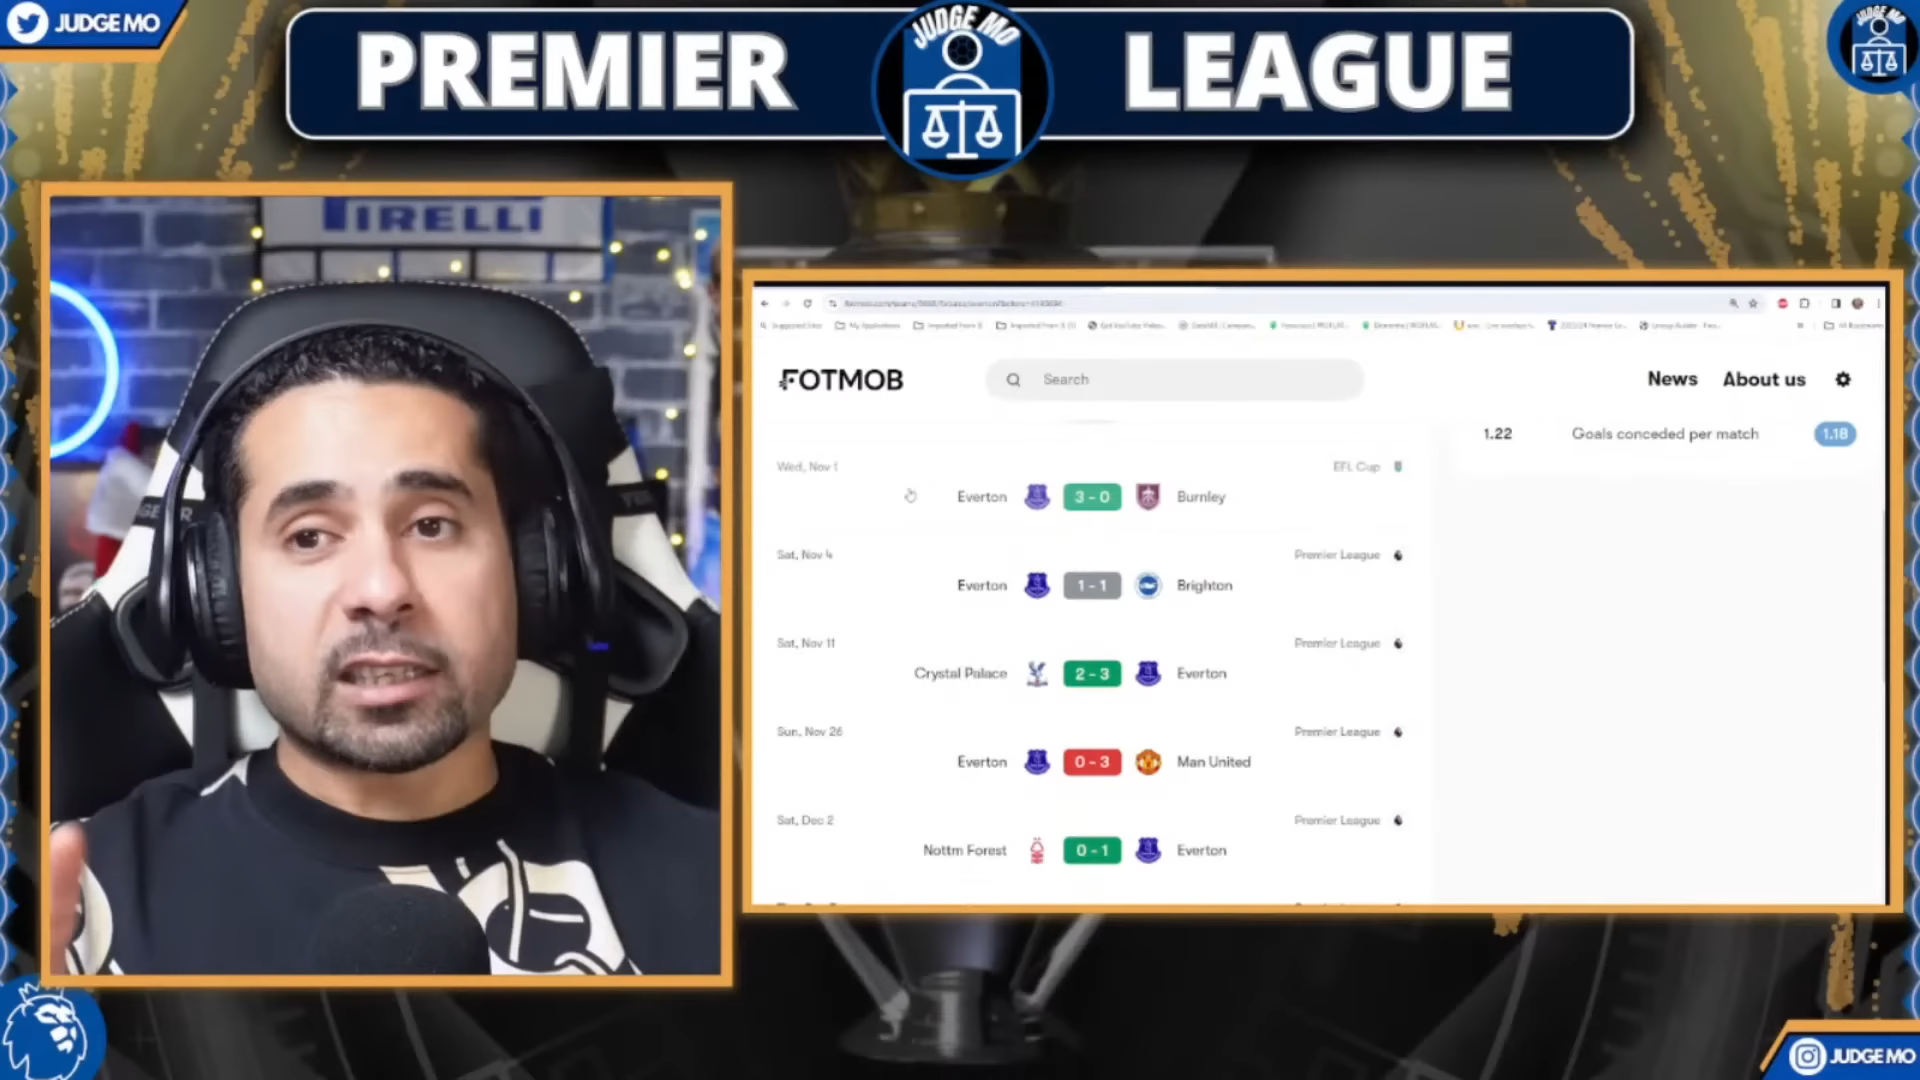 JUDGE MO
PREMIER
JUDGE MO
LEAGUE
JUDGE MO
PIRELLI
FOTMOB
Search
News
About us
1.22 Goals conceded per match 1.18
Wed, Nov 1 EFL Cup
Everton 3 - 0 Burnley
Sat, Nov 4 Premier League
Everton 1 - 1 Brighton
Sat, Nov 11 Premier League
Crystal Palace 2 - 3 Everton
Sun, Nov 26 Premier League
Everton 0 - 3 Man United
Sat, Dec 2 Premier League
Nottm Forest 0 - 1 Everton
JUDGE MO